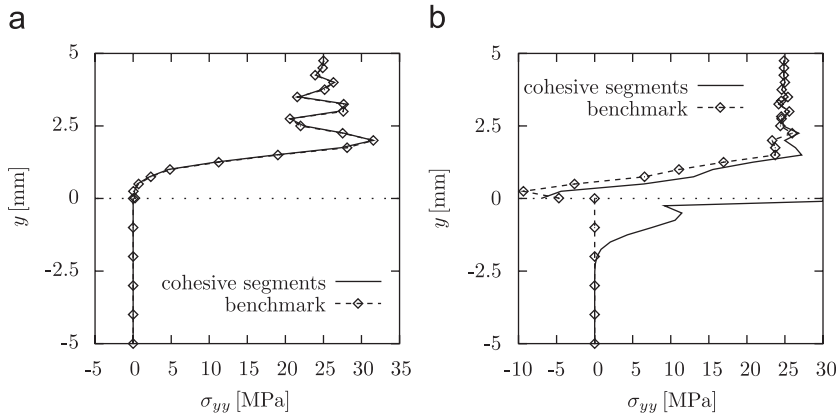 a
5
2.5
0
-2.5
-5
y [mm]
cohesive segments
benchmark
-5 0 5 10 15 20 25 30 35
σyy [MPa]
b
5
2.5
0
-2.5
-5
y [mm]
cohesive segments
benchmark
-10 -5 0 5 10 15 20 25 30
σyy [MPa]